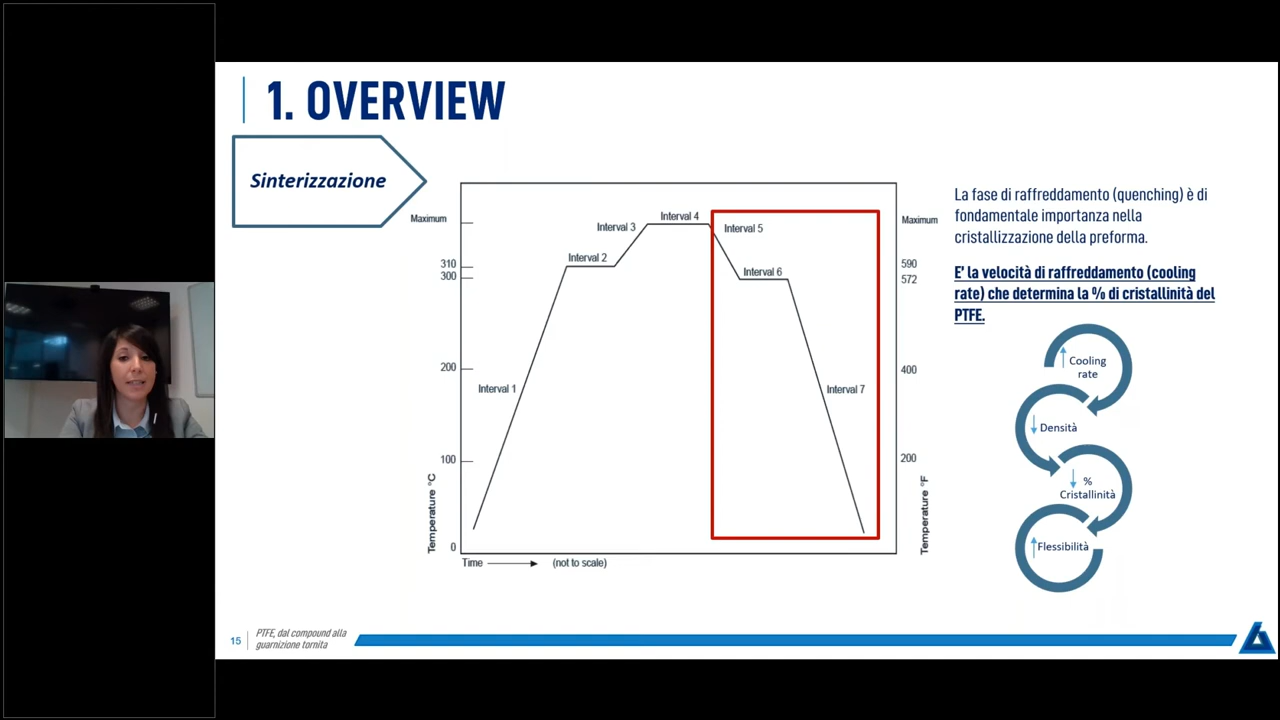 1. OVERVIEW
Sinterizzazione
Maximum
310
300
200
100
0
Temperature °C
Interval 1
Interval 2
Interval 3
Interval 4
Interval 5
Interval 6
Interval 7
Maximum
590
572
400
200
Temperature °F
Time
(not to scale)
La fase di raffreddamento (quenching) è di
fondamentale importanza nella
cristallizzazione della preforma.
E' la velocità di raffreddamento (cooling
rate) che determina la % di cristallinità del
PTFE.
Cooling
rate
Densità
%
Cristallinità
Flessibilità
15
PTFE, dal compound alla
guarnizione tornita